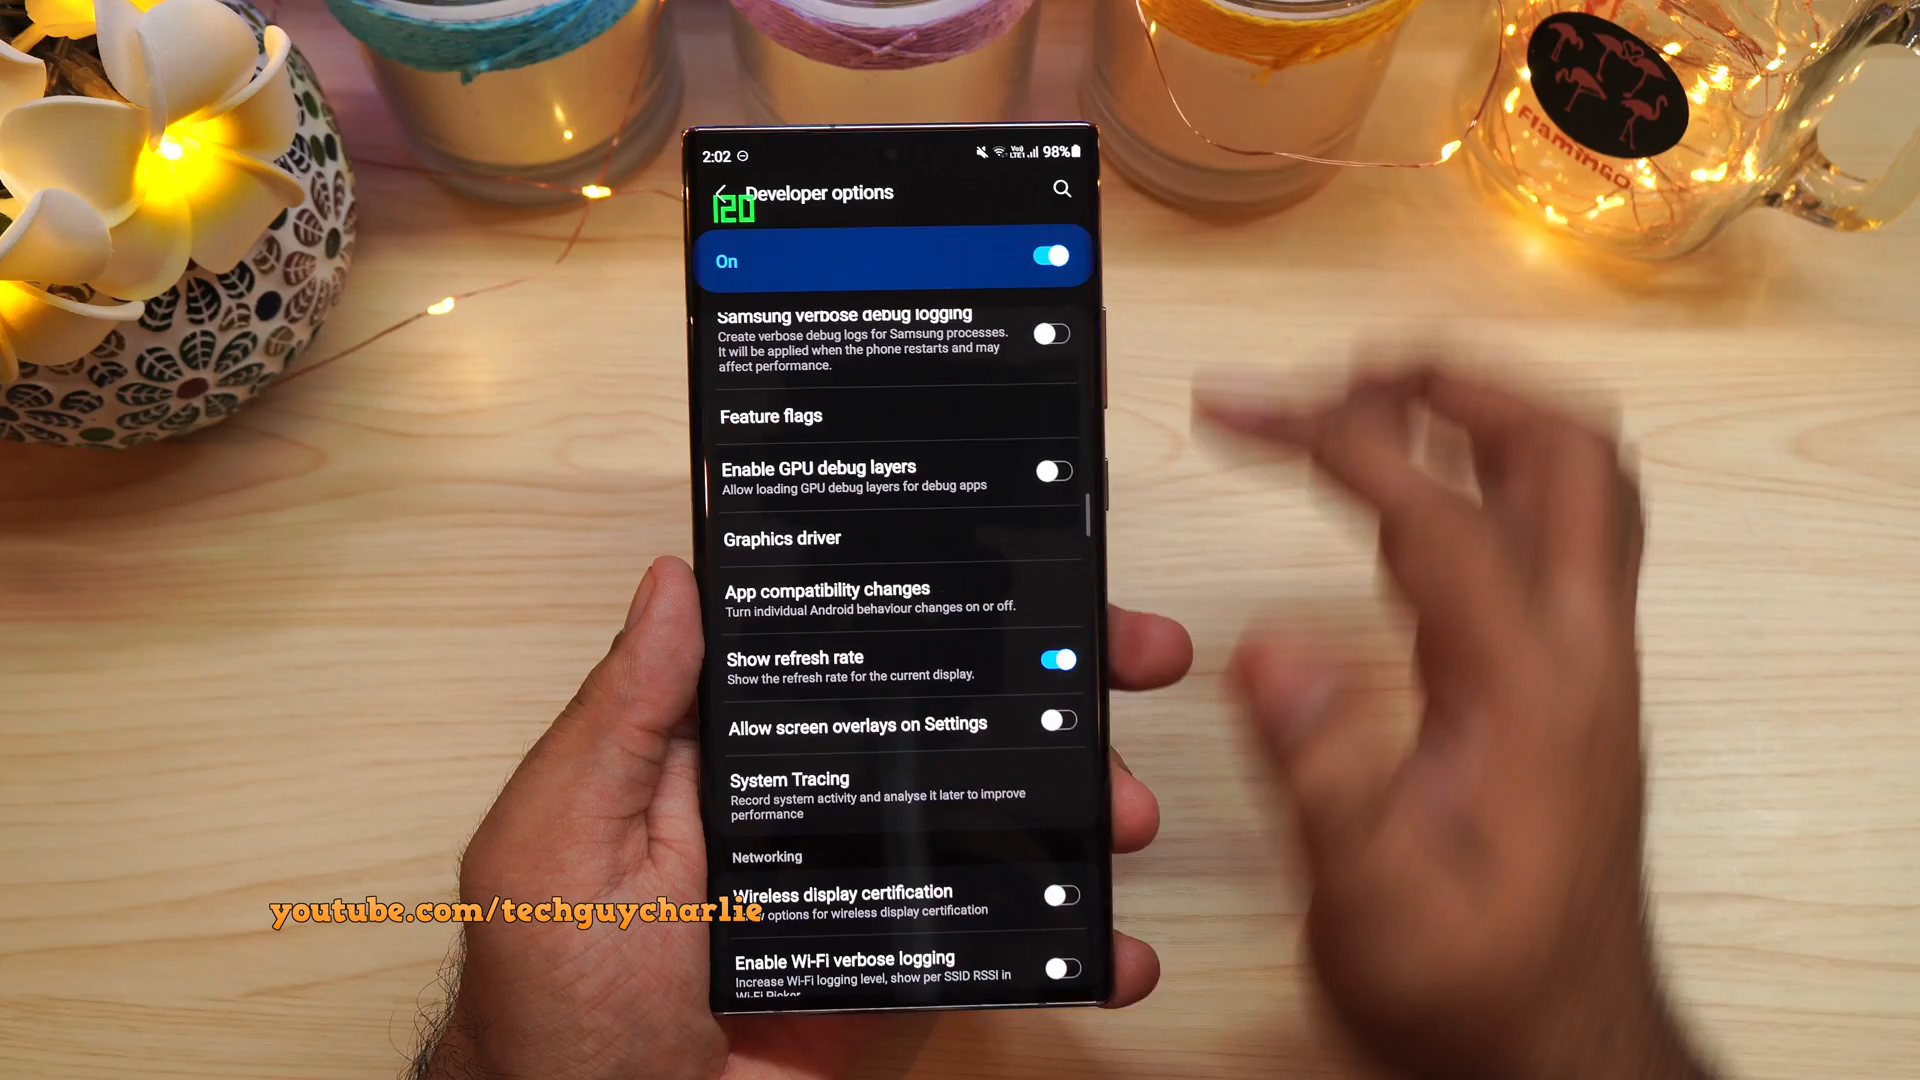 2:02
Voj) LTE1 98%
Developer options
120
On
Samsung verbose debug logging
Create verbose debug logs for Samsung processes.
It will be applied when the phone restarts and may
affect performance.
Feature flags
Enable GPU debug layers
Allow loading GPU debug layers for debug apps
Graphics driver
App compatibility changes
Turn individual Android behaviour changes on or off.
Show refresh rate
Show the refresh rate for the current display.
Allow screen overlays on Settings
System Tracing
Record system activity and analyse it later to improve
performance
Networking
Wireless display certification
options for wireless display certification
Enable Wi-Fi verbose logging
Increase Wi-Fi logging level, show per SSID RSSI in
Wi-Fi Picker
youtube.com/techguycharlie
FLAMINGO